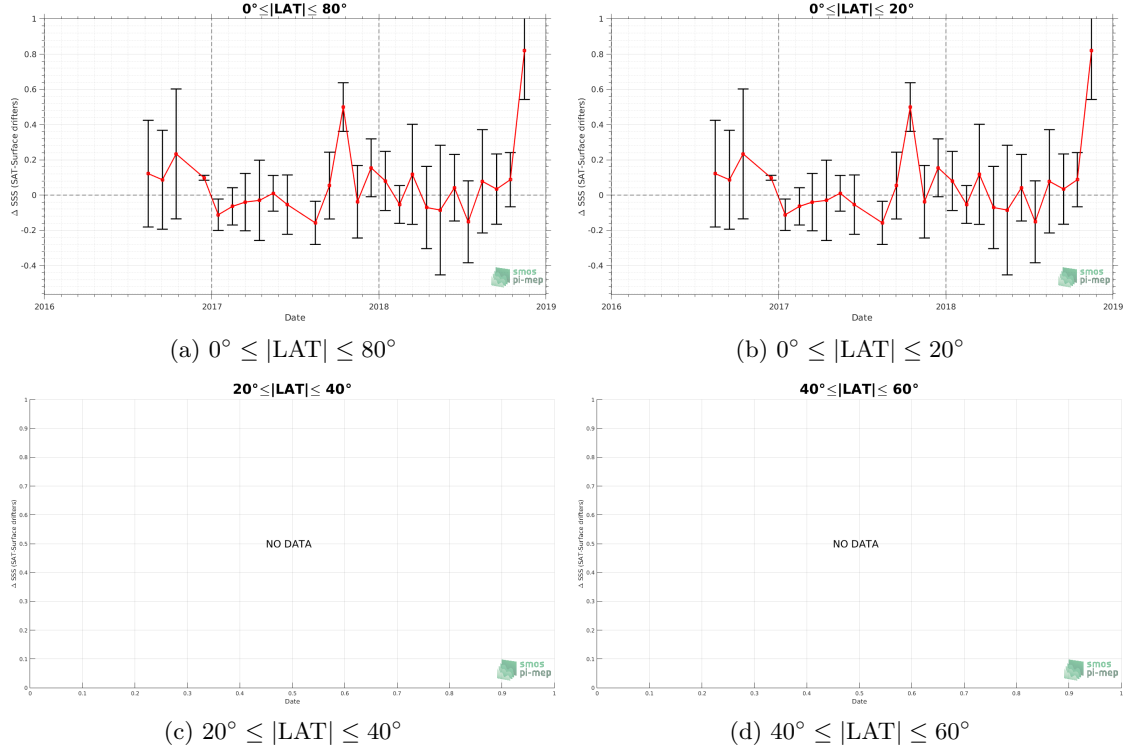 0°≤|LAT|≤ 80°
1
0.8
0.6
0.4
0.2
0
-0.2
-0.4
Δ SSS (SAT-Surface drifters)
smos
pi-mep
2016
2017
2018
2019
Date
(a) 0° ≤ |LAT| ≤ 80°
0°≤|LAT|≤ 20°
1
0.8
0.6
0.4
0.2
0
-0.2
-0.4
Δ SSS (SAT-Surface drifters)
smos
pi-mep
2016
2017
2018
2019
Date
(b) 0° ≤ |LAT| ≤ 20°
20°≤|LAT|≤ 40°
1
0.9
0.8
0.7
0.6
0.5
0.4
0.3
0.2
0.1
0
Δ SSS (SAT-Surface drifters)
NO DATA
smos
pi-mep
0
0.1
0.2
0.3
0.4
0.5
0.6
0.7
0.8
0.9
1
Date
(c) 20° ≤ |LAT| ≤ 40°
40°≤|LAT|≤ 60°
1
0.9
0.8
0.7
0.6
0.5
0.4
0.3
0.2
0.1
0
Δ SSS (SAT-Surface drifters)
NO DATA
smos
pi-mep
0
0.1
0.2
0.3
0.4
0.5
0.6
0.7
0.8
0.9
1
Date
(d) 40° ≤ |LAT| ≤ 60°